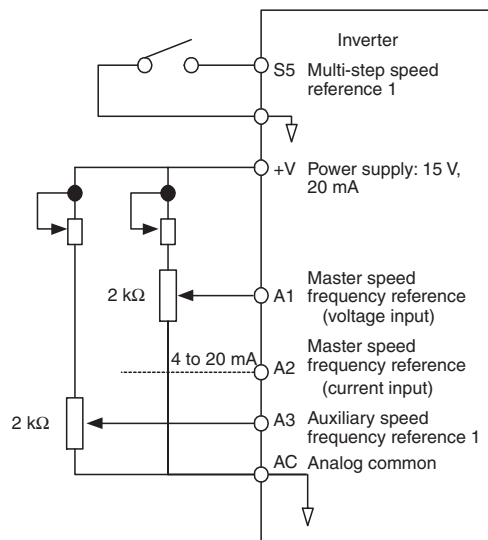 Inverter
S5 Multi-step speed
reference 1
+V Power supply: 15 V,
20 mA
2 kΩ
A1 Master speed
frequency reference
(voltage input)
4 to 20 mA
A2 Master speed
frequency reference
(current input)
2 kΩ
A3 Auxiliary speed
frequency reference 1
AC Analog common